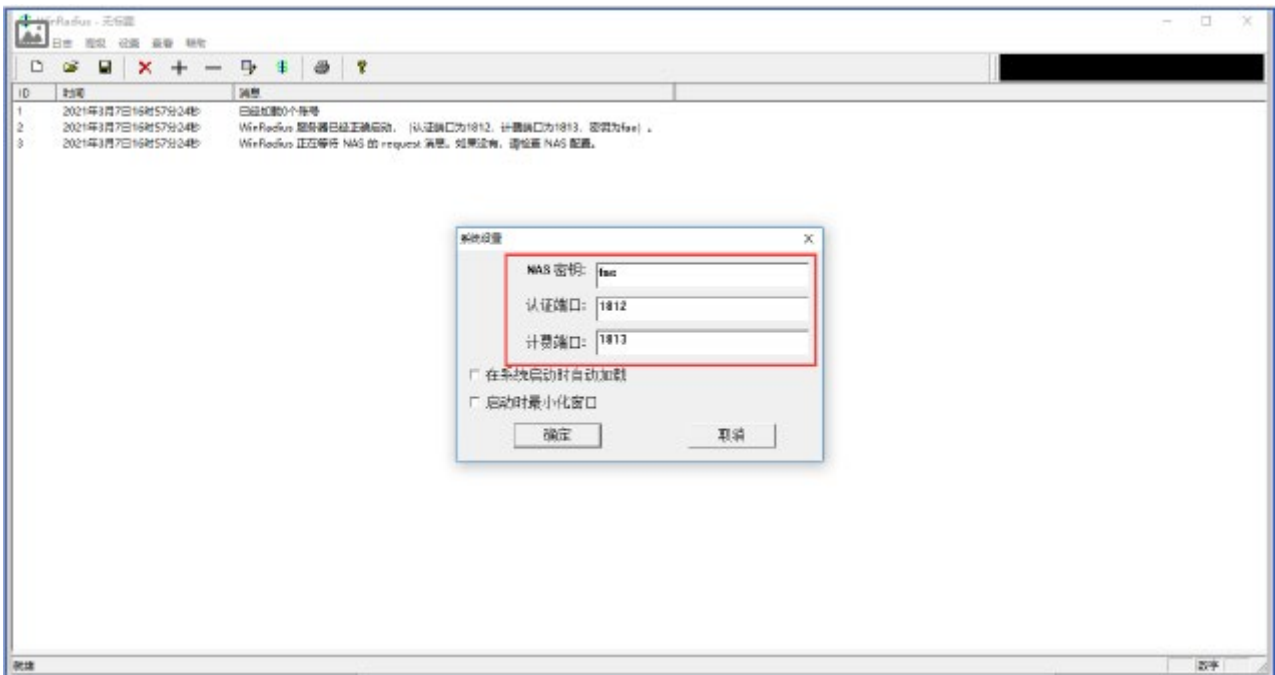 WinRadius - 无标题
日志 高级 设置 查看 帮助
ID 时间 消息
1 2021年3月7日16时57分24秒 已经加载0个账号
2 2021年3月7日16时57分24秒 WinRadius 服务器已经正确启动。 (认证端口为1812、计费端口为1813、密钥为fae) 。
3 2021年3月7日16时57分24秒 WinRadius 正在等待 NAS 的 request 消息。如果没有,请检查 NAS 配置。
系统设置
NAS 密钥: fae
认证端口: 1812
计费端口: 1813
在系统启动时自动加载
启动时最小化窗口
确定 取消
就绪 数字